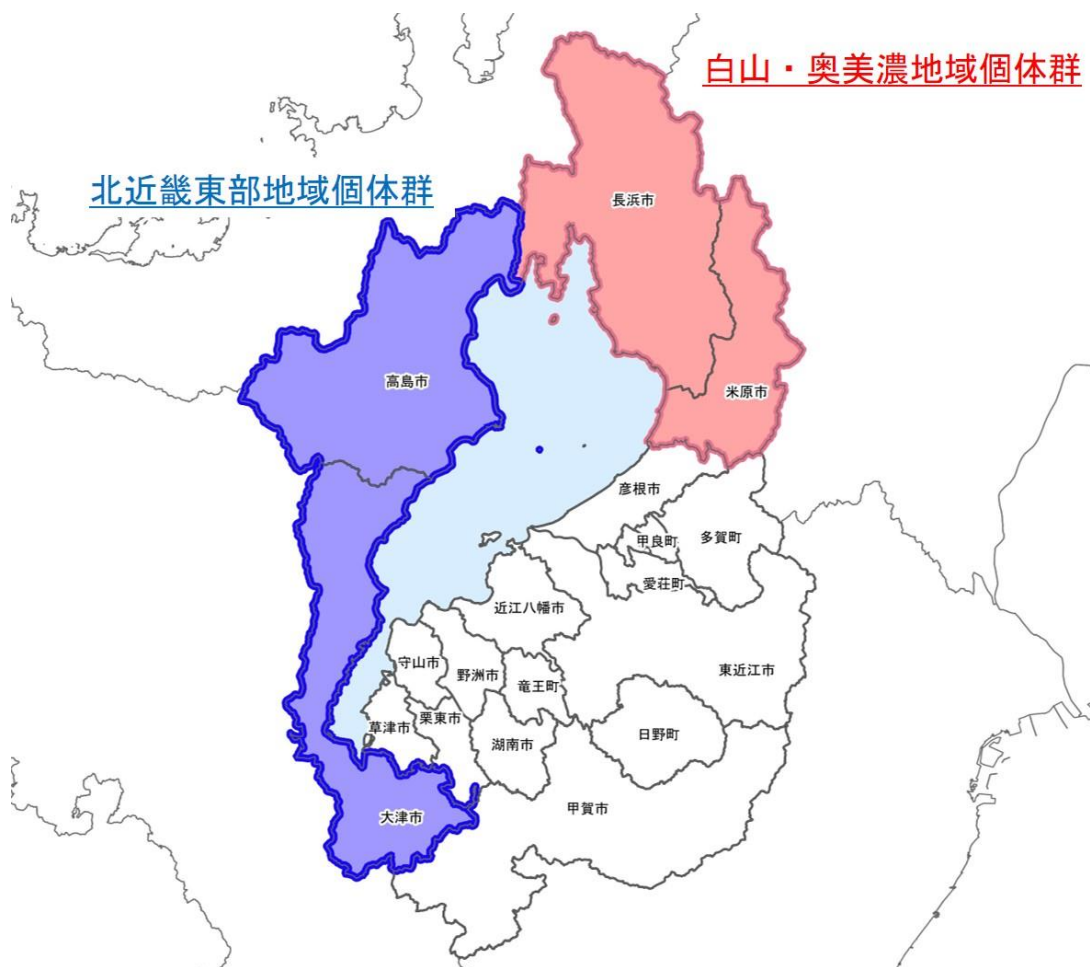 白山・奥美濃地域個体群
北近畿東部地域個体群
長浜市
高島市
米原市
彦根市
甲良町
多賀町
愛荘町
近江八幡市
守山市
野洲市
竜王町
東近江市
草津市
栗東市
湖南市
日野町
大津市
甲賀市